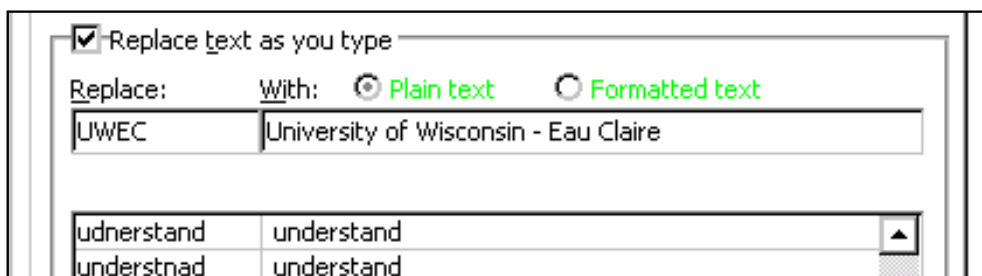 Replace text as you type
Replace: With: Plain text Formatted text
UWEC University of Wisconsin - Eau Claire
udnerstand understand
understnad understand